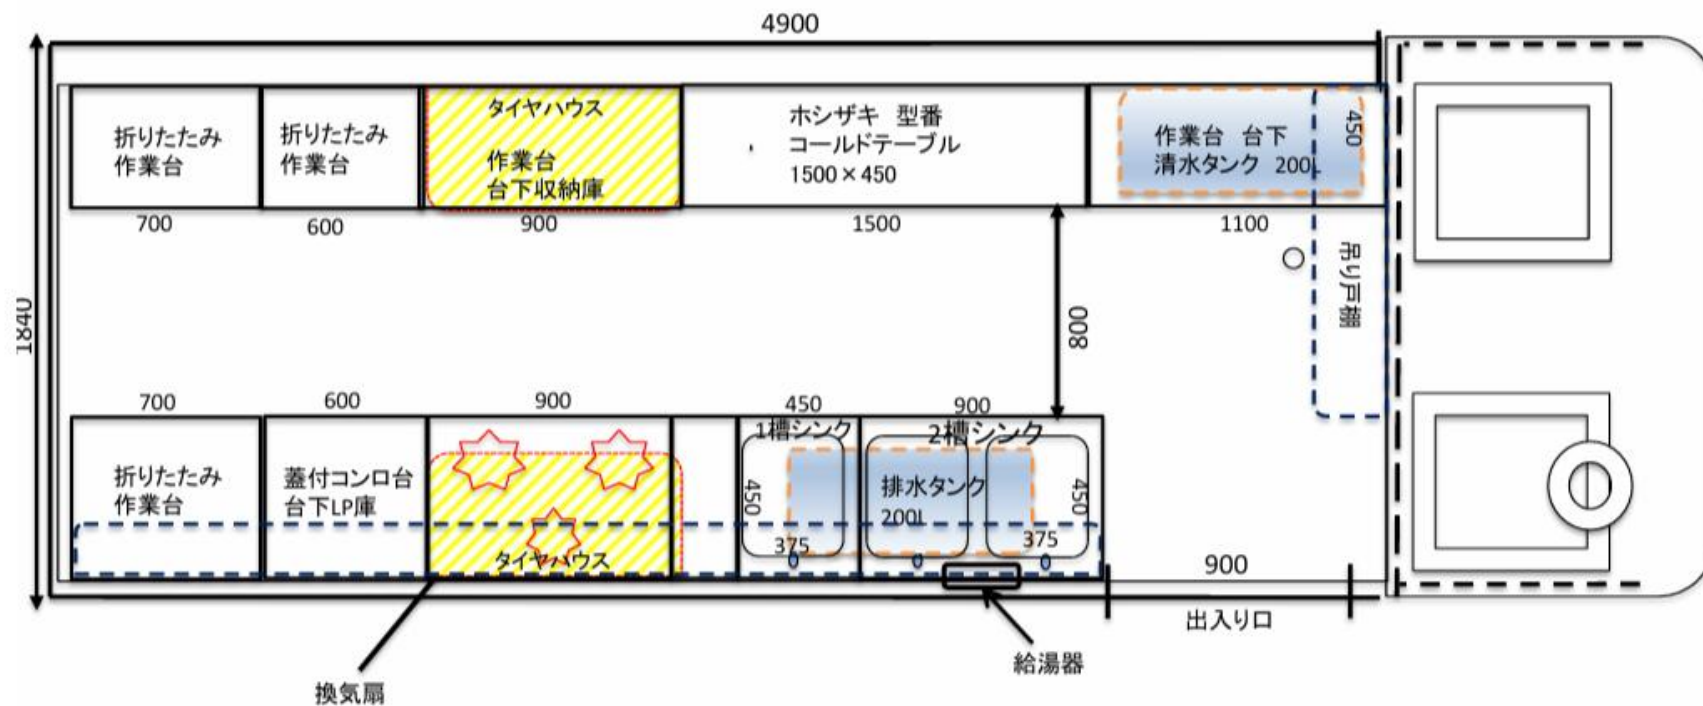 4900
折りたたみ
作業台
折りたたみ
作業台
タイヤハウス
作業台
台下収納庫
ホシザキ 型番
コールドテーブル
1500×450
作業台 台下
清水タンク 200L
450
700
600
900
1500
1100
吊り戸棚
1840
800
700
600
900
450
900
1槽シンク
2槽シンク
折りたたみ
作業台
蓋付コンロ台
台下LP庫
タイヤハウス
450
排水タンク
200L
450
375
375
900
出入り口
給湯器
換気扇